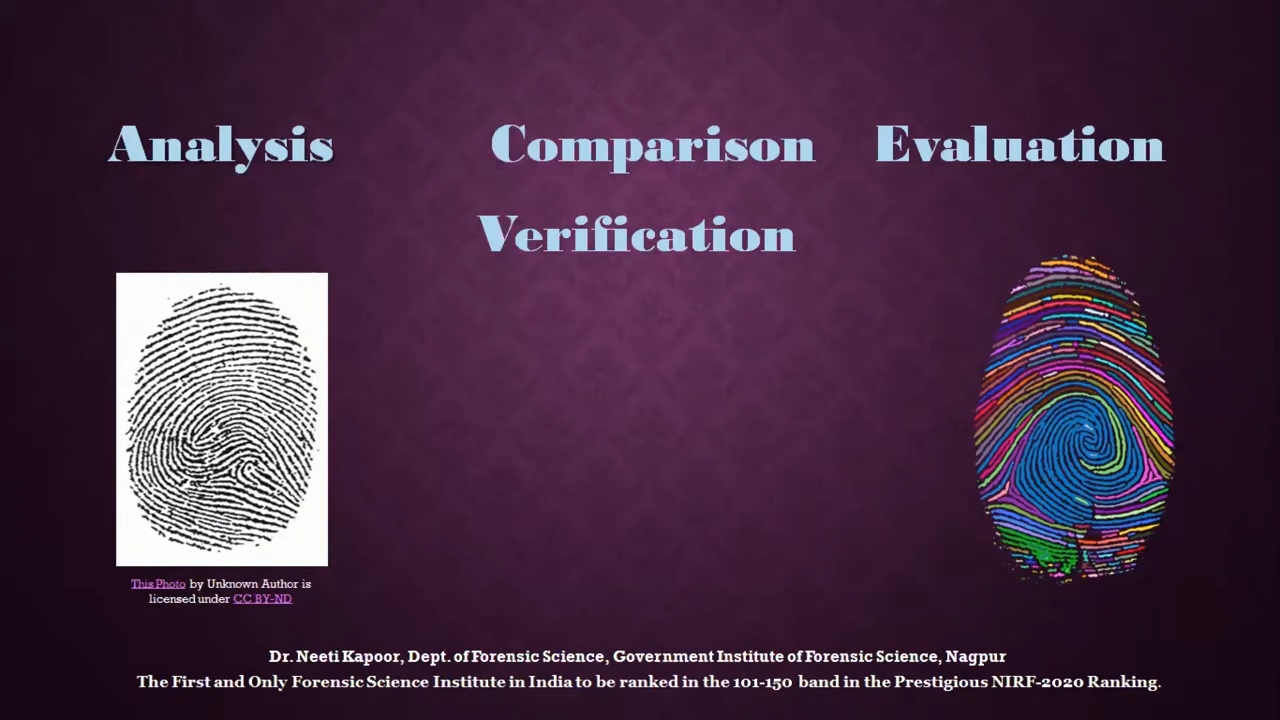 Analysis Comparison Evaluation
Verification
This Photo by Unknown Author is
licensed under CC BY-ND
Dr. Neeti Kapoor, Dept. of Forensic Science, Government Institute of Forensic Science, Nagpur
The First and Only Forensic Science Institute in India to be ranked in the 101-150 band in the Prestigious NIRF-2020 Ranking.